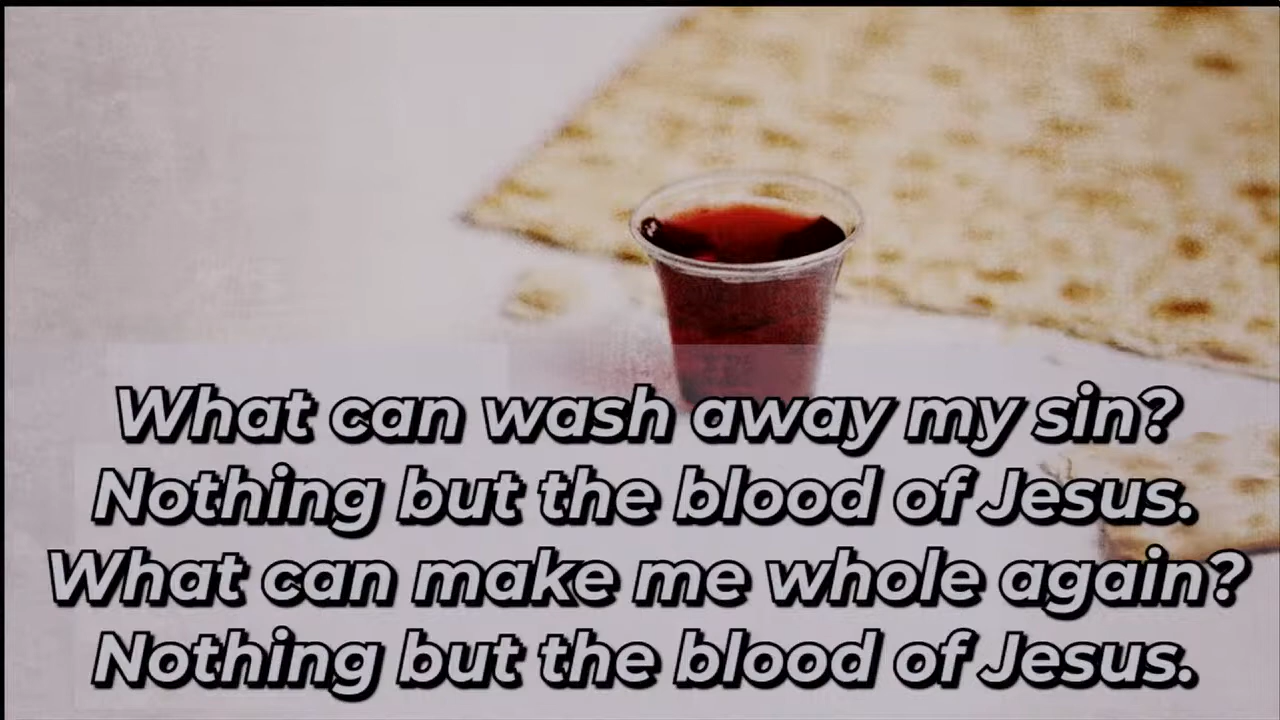 What can wash away my sin?
Nothing but the blood of Jesus.
What can make me whole again?
Nothing but the blood of Jesus.